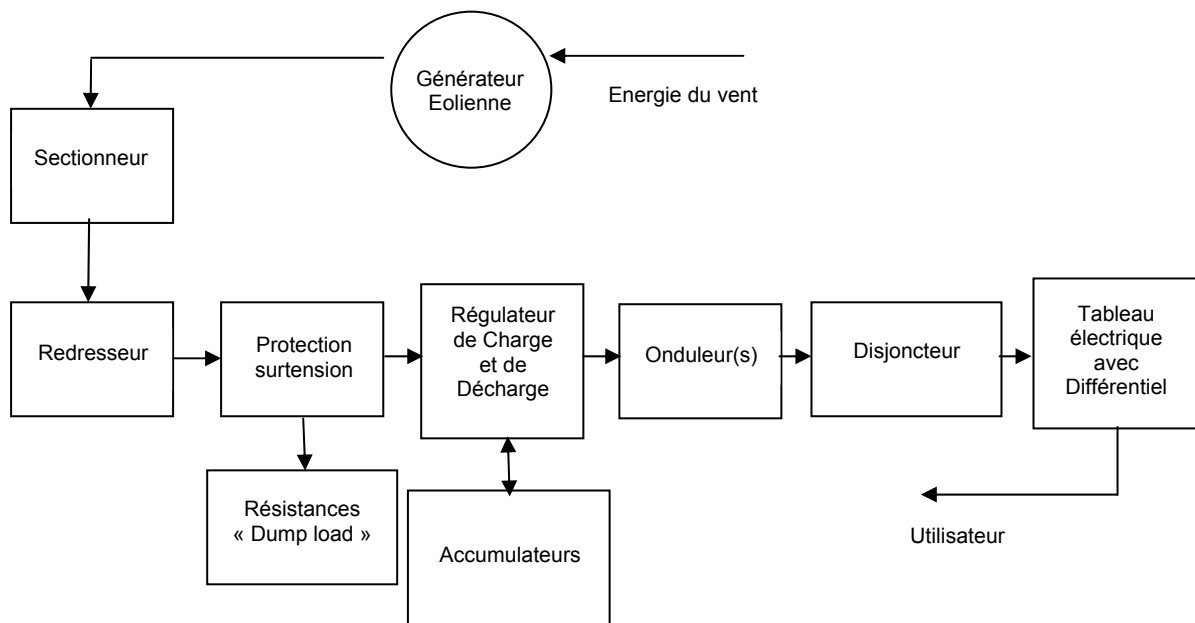 Générateur
Eolienne
Energie du vent
Sectionneur
Redresseur
Protection
surtension
Régulateur
de Charge
et de
Décharge
Onduleur(s)
Disjoncteur
Tableau
électrique
avec
Différentiel
Résistances
« Dump load »
Accumulateurs
Utilisateur